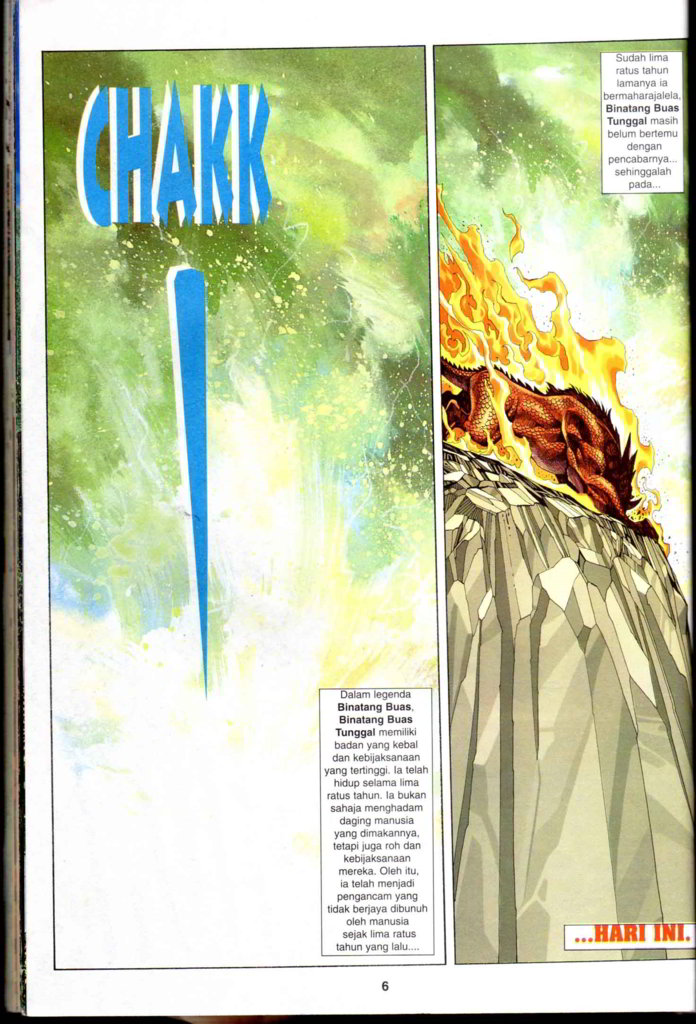 CHAKK
Dalam legenda
Binatang Buas,
Binatang Buas
Tunggal memiliki
badan yang kebal
dan kebijaksanaan
yang tertinggi. Ia telah
hidup selama lima
ratus tahun. Ia bukan
sahaja menghadam
daging manusia
yang dimakannya,
tetapi juga roh dan
kebijaksanaan
mereka. Oleh itu,
ia telah menjadi
pengancam yang
tidak berjaya dibunuh
oleh manusia
sejak lima ratus
tahun yang lalu....
Sudah lima
ratus tahun
lamanya ia
bermaharajalela,
Binatang Buas
Tunggal masih
belum bertemu
dengan
pencabarnya...
sehinggalah
pada...
...HARI INI.
6